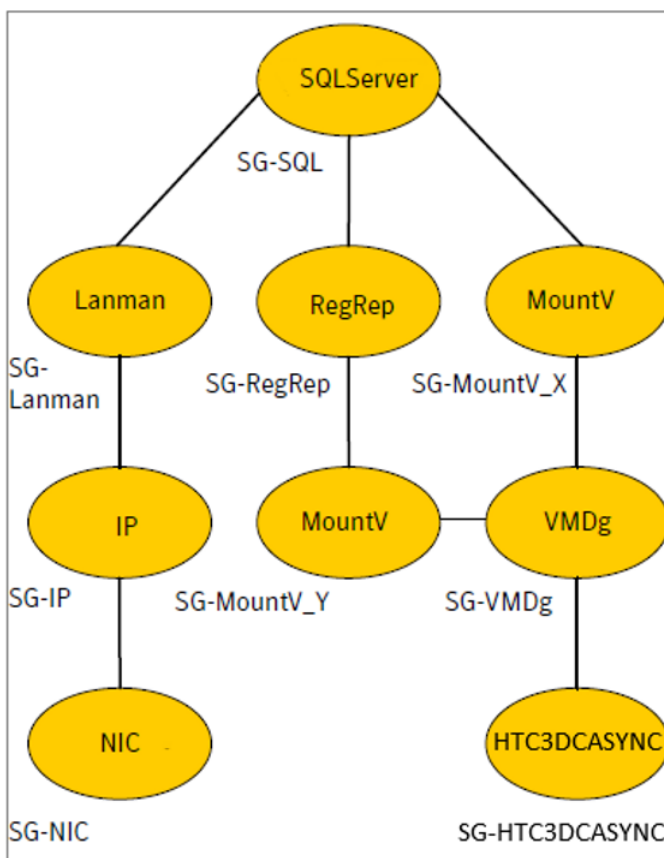 SQLServer
SG-SQL
Lanman
RegRep
MountV
SG-
Lanman
SG-RegRep
SG-MountV_X
IP
MountV
VMDg
SG-IP
SG-MountV_Y
SG-VMDg
NIC
HTC3DCASYNC
SG-NIC
SG-HTC3DCASYNC